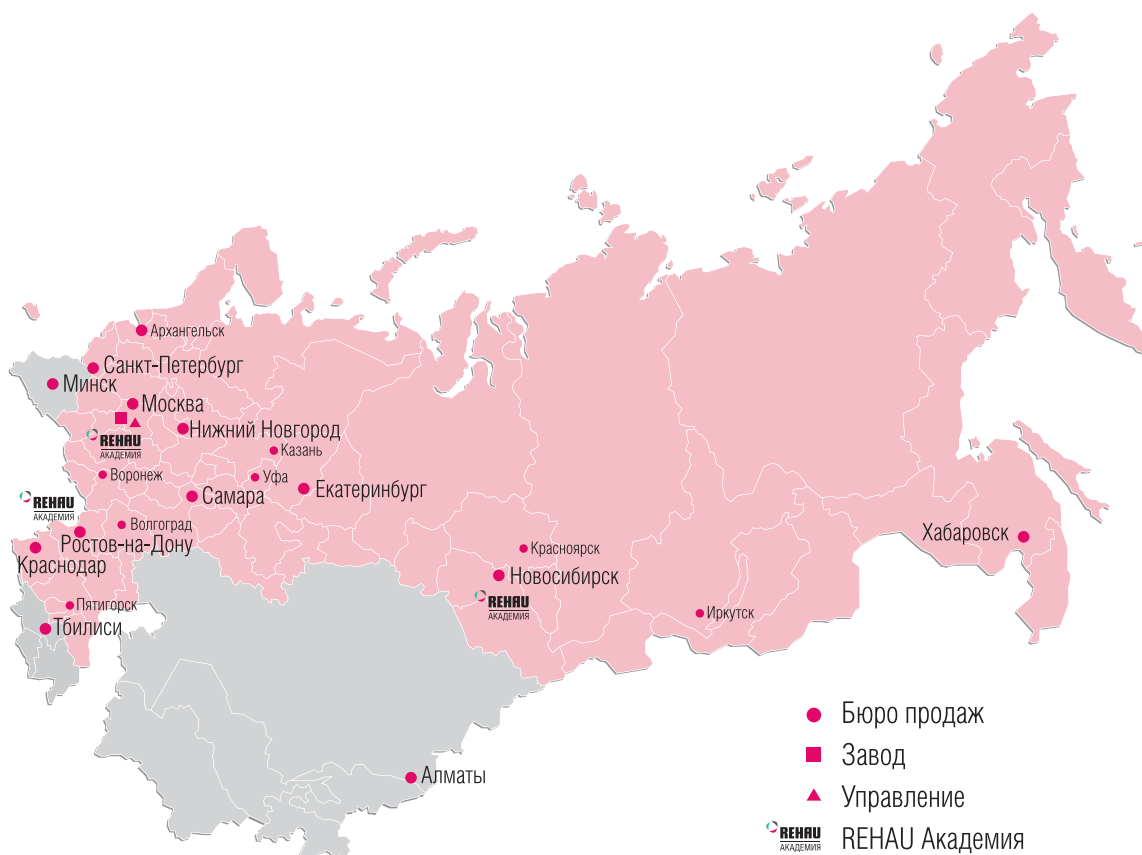 Архангельск
Санкт-Петербург
Минск
Москва
Нижний Новгород
REHAU
АКАДЕМИЯ
Казань
Воронеж
Уфа
Екатеринбург
Самара
REHAU
АКАДЕМИЯ
Волгоград
Ростов-на-Дону
Краснодар
Красноярск
Хабаровск
Новосибирск
REHAU
АКАДЕМИЯ
Пятигорск
Иркутск
Тбилиси
Алматы
Бюро продаж
Завод
Управление
REHAU
АКАДЕМИЯ
REHAU Академия